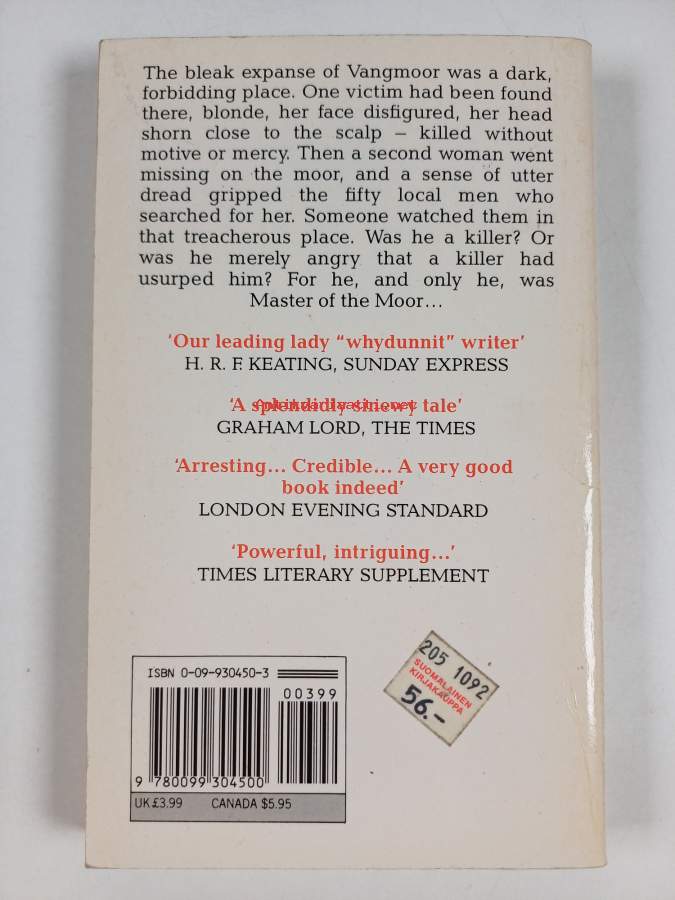 The bleak expanse of Vangmoor was a dark,
forbidding place. One victim had been found
there, blonde, her face disfigured, her head
shorn close to the scalp – killed without
motive or mercy. Then a second woman went
missing on the moor, and a sense of utter
dread gripped the fifty local men who
searched for her. Someone watched them in
that treacherous place. Was he a killer? Or
was he merely angry that a killer had
usurped him? For he, and only he, was
Master of the Moor...
‘Our leading lady “whydunnit” writer’
H. R. F. KEATING, SUNDAY EXPRESS
‘A splendidly sinewy tale’
GRAHAM LORD, THE TIMES
‘Arresting... Credible... A very good
book indeed’
LONDON EVENING STANDARD
‘Powerful, intriguing...’
TIMES LITERARY SUPPLEMENT
ISBN 0-09-930450-3
00399
9 780099 304500
UK £3.99 CANADA $5.95
205 1092
SUOMALAINEN
KIRJAKAUPPA
56.-